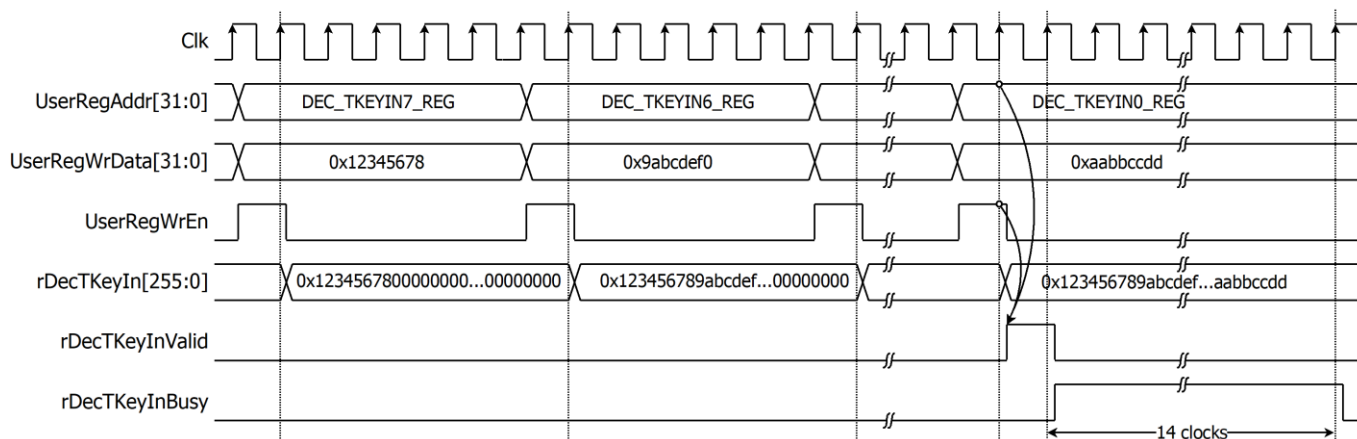 Clk
UserRegAddr[31:0] DEC_TKEYIN7_REG DEC_TKEYIN6_REG DEC_TKEYIN0_REG
UserRegWrData[31:0] 0x12345678 0x9abcdef0 0xaabbccdd
UserRegWrEn
rDecTKeyIn[255:0] 0x1234567800000000...00000000 0x123456789abcdef...00000000 0x123456789abcdef...aabbccdd
rDecTKeyInValid
rDecTKeyInBusy
14 clocks